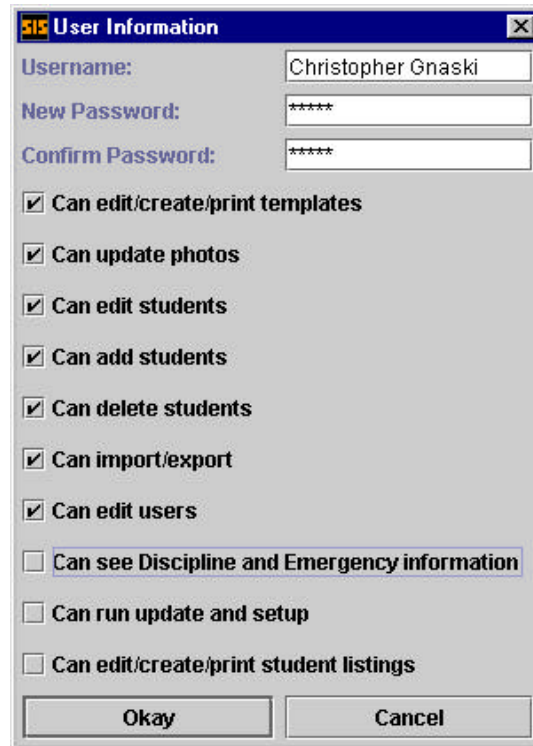 SIS User Information
Username: Christopher Gnaski
New Password: *****
Confirm Password: *****
Can edit/create/print templates
Can update photos
Can edit students
Can add students
Can delete students
Can import/export
Can edit users
Can see Discipline and Emergency information
Can run update and setup
Can edit/create/print student listings
Okay Cancel